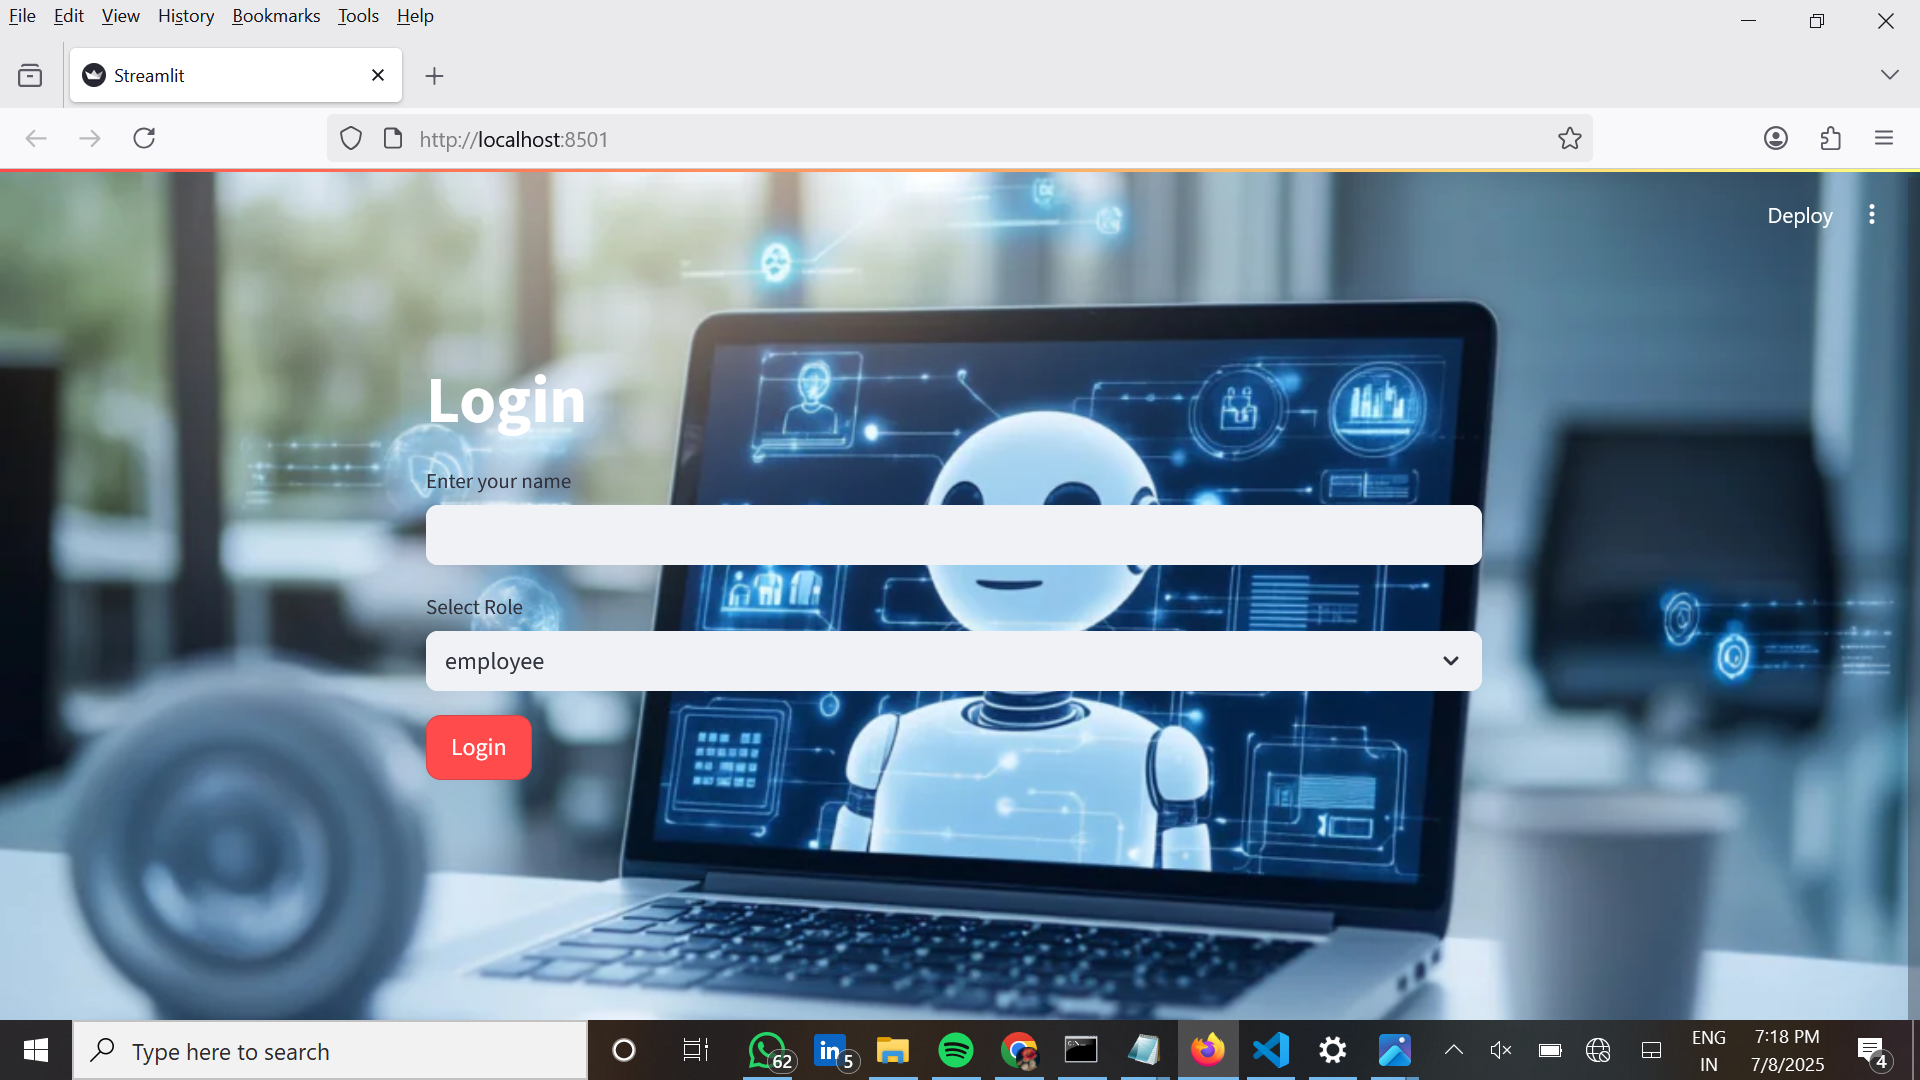 File Edit View History Bookmarks Tools Help
Streamlit
http://localhost:8501
Deploy
Login
Enter your name
Select Role
employee
Login
Type here to search
62
in 5
ENG
IN
7:18 PM
7/8/2025
4